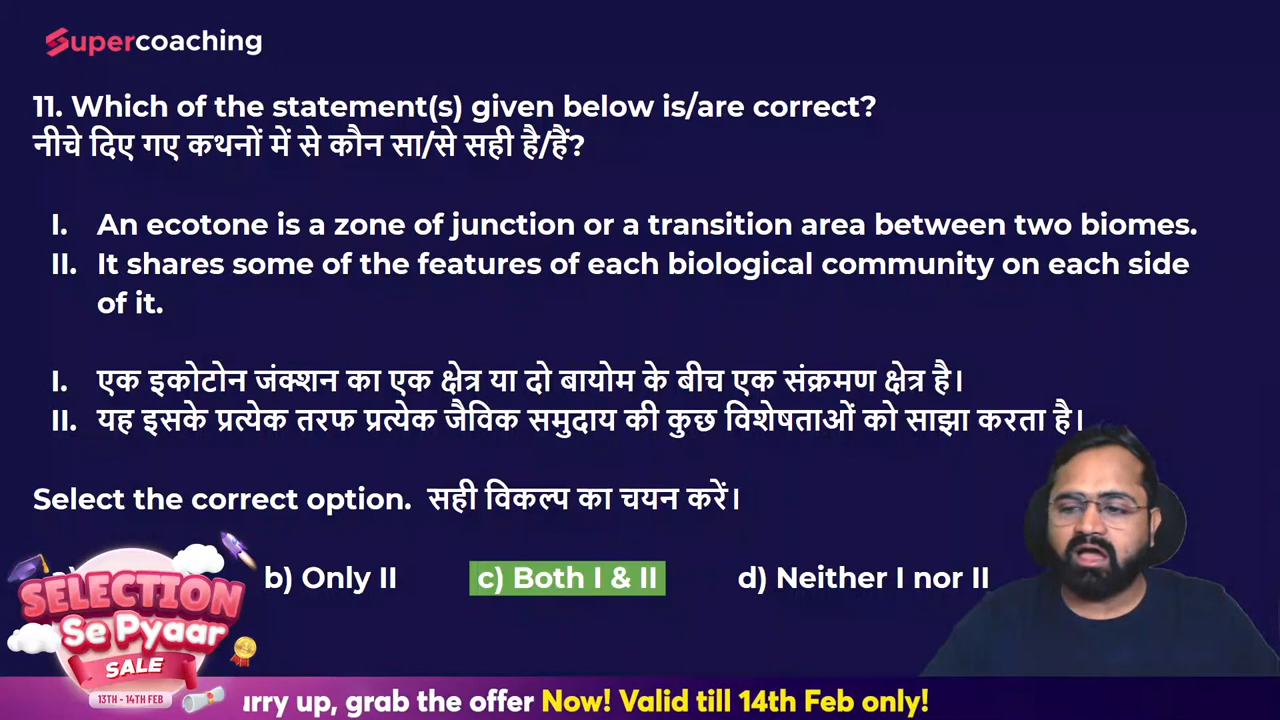 Supercoaching
11. Which of the statement(s) given below is/are correct?
नीचे दिए गए कथनों में से कौन सा/से सही है/हैं?
I. An ecotone is a zone of junction or a transition area between two biomes.
II. It shares some of the features of each biological community on each side
of it.
I. एक इकोटोन जंक्शन का एक क्षेत्र या दो बायोम के बीच एक संक्रमण क्षेत्र है।
II. यह इसके प्रत्येक तरफ प्रत्येक जैविक समुदाय की कुछ विशेषताओं को साझा करता है।
Select the correct option. सही विकल्प का चयन करें।
b) Only II c) Both I & II d) Neither I nor II
SELECTION
Se Pyaar
SALE
13TH - 14TH FEB
urry up, grab the offer Now! Valid till 14th Feb only!